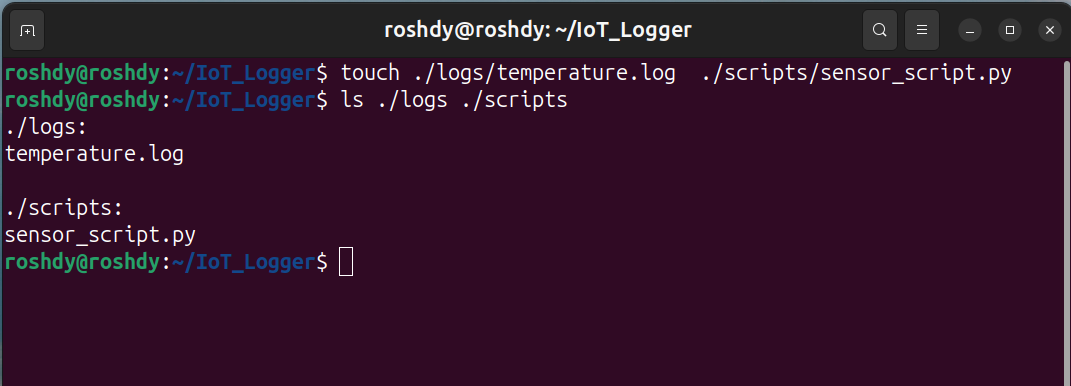 roshdy@roshdy: ~/IoT_Logger
roshdy@roshdy:~/IoT_Logger$ touch ./logs/temperature.log  ./scripts/sensor_script.py
roshdy@roshdy:~/IoT_Logger$ ls ./logs ./scripts
./logs:
temperature.log

./scripts:
sensor_script.py
roshdy@roshdy:~/IoT_Logger$